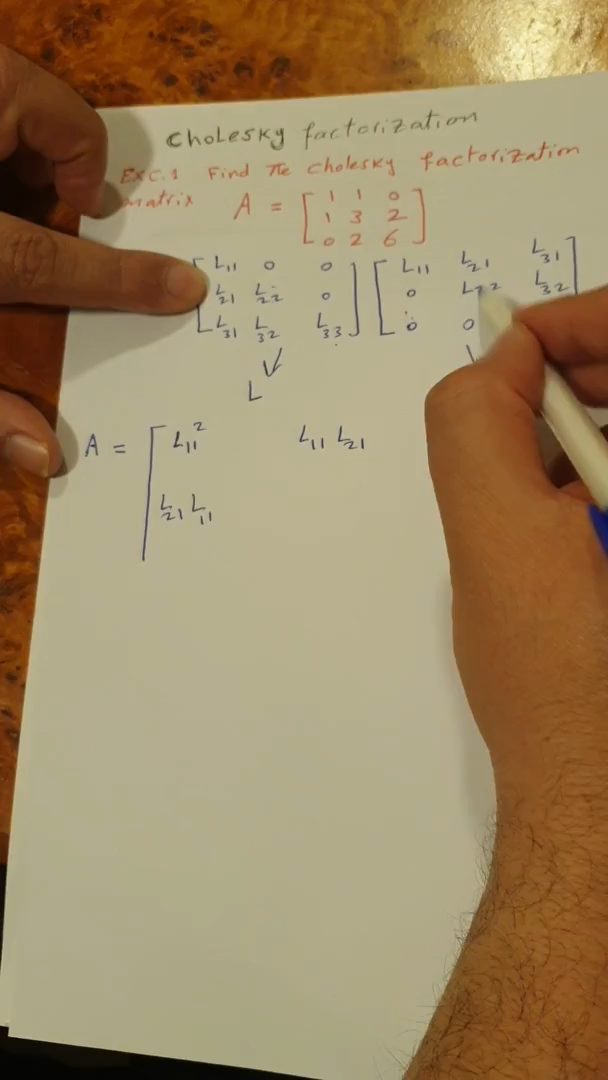 Cholesky factorization
Exc.1 Find The Cholesky factorization
matrix A = [ 1 1 0
1 3 2
0 2 6 ]
[ L11 0 0 ] [ L11 L21 L31 ]
L21 L22 0 0 L22 L32
L31 L32 L33 0 0
L
A = [ L11² L11 L21
L21 L11